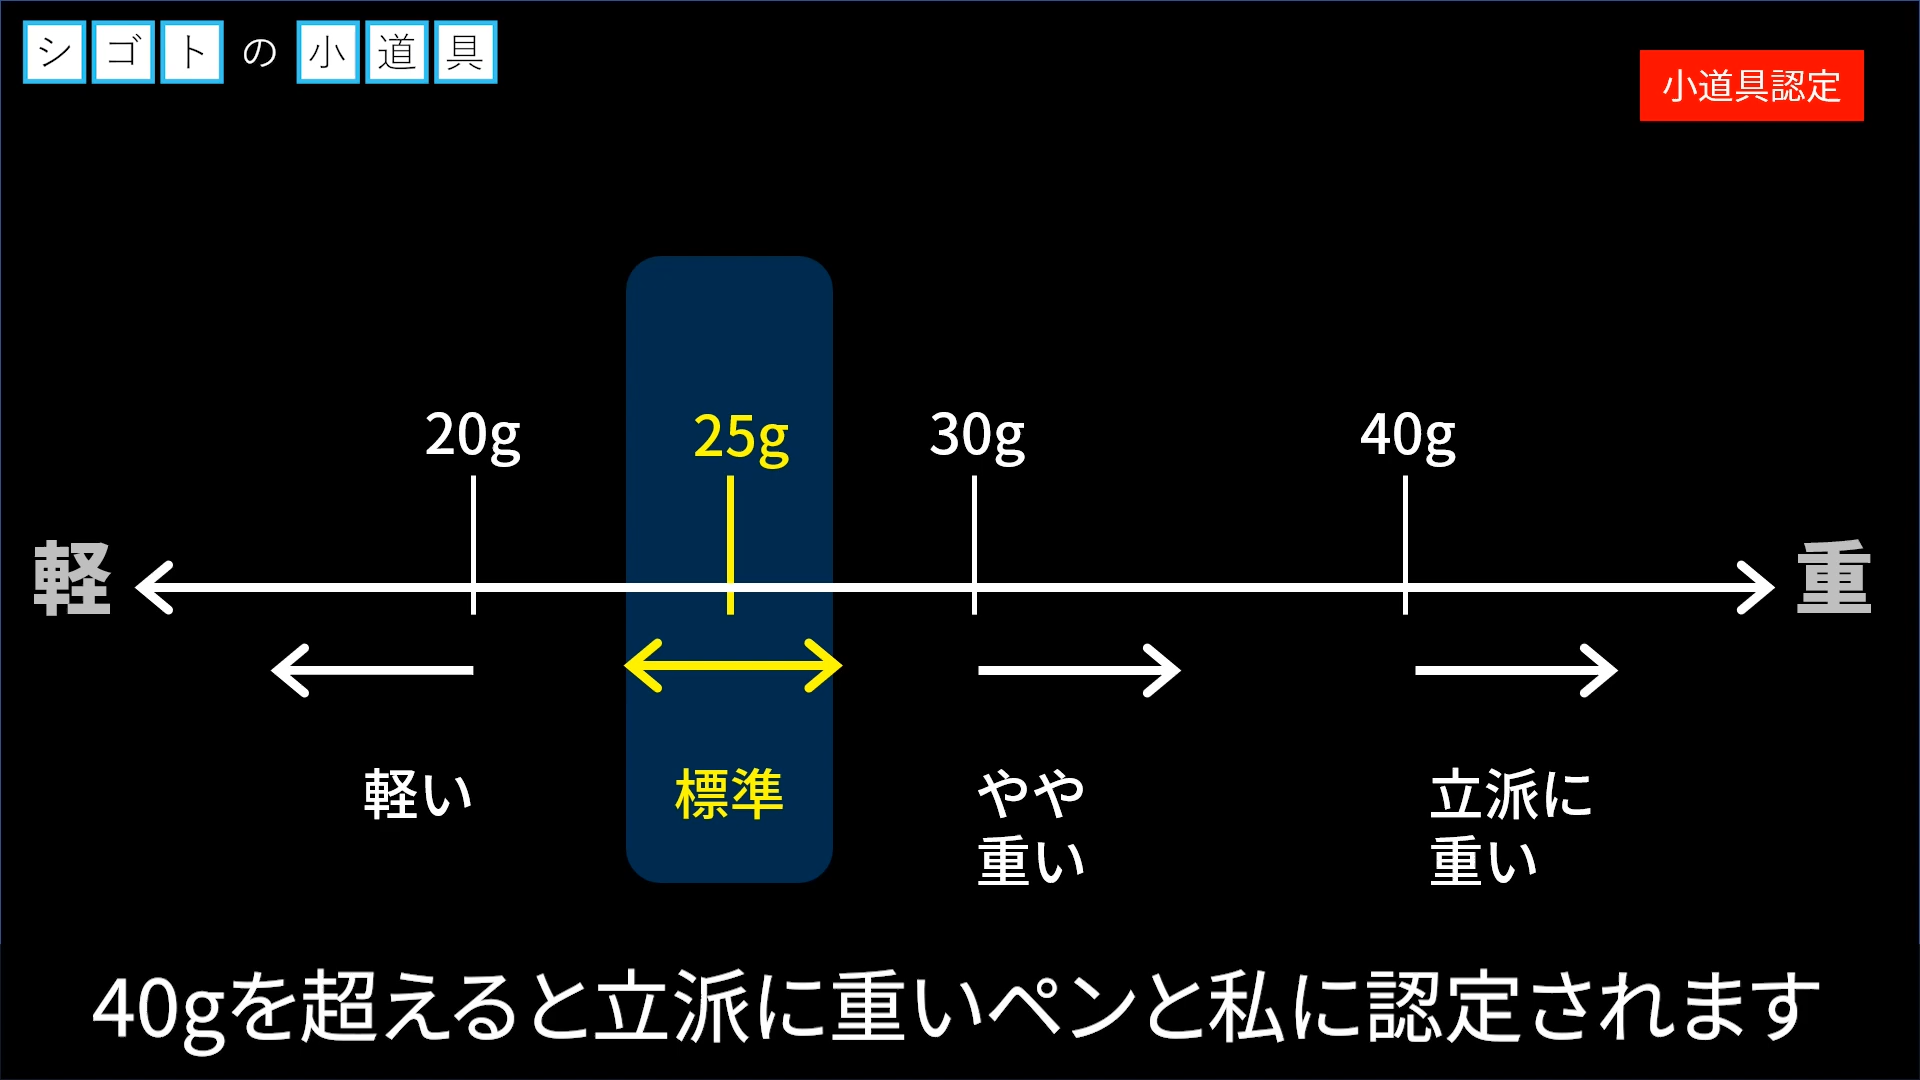 シゴトの小道具
小道具認定
20g 25g 30g 40g
軽 重
軽い 標準 やや 立派に
重い 重い
40gを超えると立派に重いペンと私に認定されます